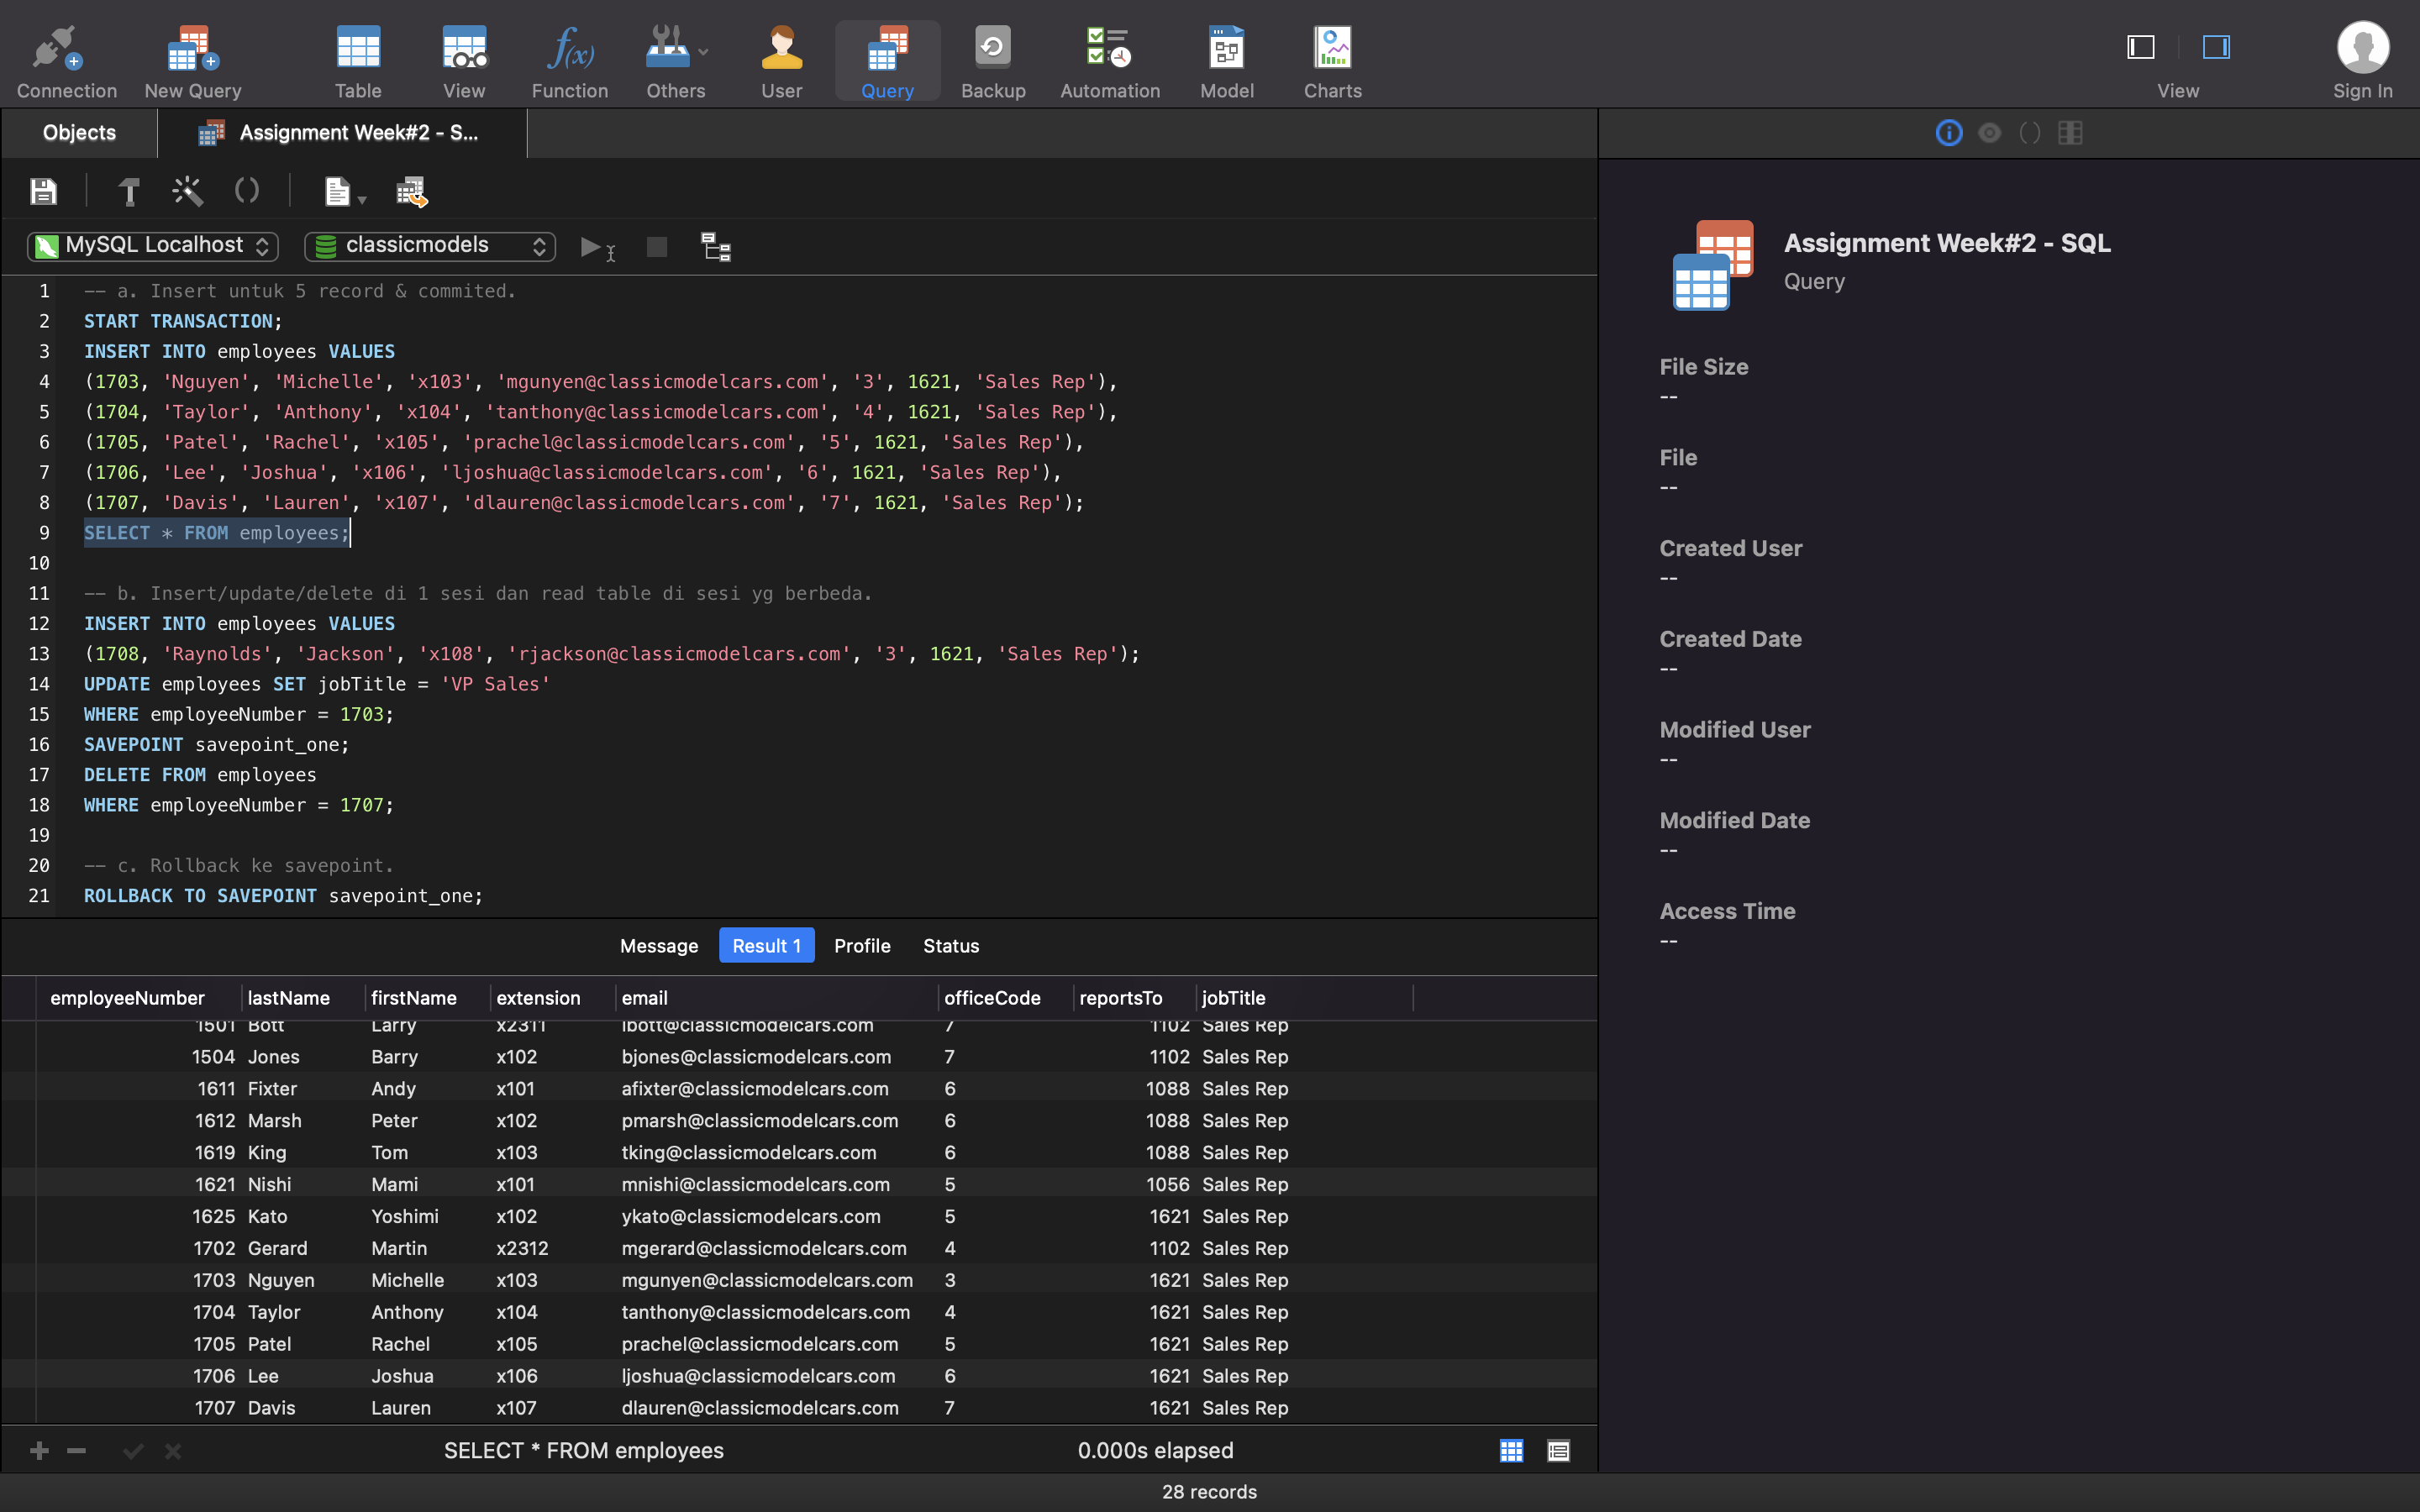 Connection New Query Table View Function Others User Query Backup Automation Model Charts View Sign In
Objects Assignment Week#2 - S...
MySQL Localhost classicmodels
1 -- a. Insert untuk 5 record & commited.
2 START TRANSACTION;
3 INSERT INTO employees VALUES
4 (1703, 'Nguyen', 'Michelle', 'x103', 'mgunyen@classicmodelcars.com', '3', 1621, 'Sales Rep'),
5 (1704, 'Taylor', 'Anthony', 'x104', 'tanthony@classicmodelcars.com', '4', 1621, 'Sales Rep'),
6 (1705, 'Patel', 'Rachel', 'x105', 'prachel@classicmodelcars.com', '5', 1621, 'Sales Rep'),
7 (1706, 'Lee', 'Joshua', 'x106', 'ljoshua@classicmodelcars.com', '6', 1621, 'Sales Rep'),
8 (1707, 'Davis', 'Lauren', 'x107', 'dlauren@classicmodelcars.com', '7', 1621, 'Sales Rep');
9 SELECT * FROM employees;
10
11 -- b. Insert/update/delete di 1 sesi dan read table di sesi yg berbeda.
12 INSERT INTO employees VALUES
13 (1708, 'Raynolds', 'Jackson', 'x108', 'rjackson@classicmodelcars.com', '3', 1621, 'Sales Rep');
14 UPDATE employees SET jobTitle = 'VP Sales'
15 WHERE employeeNumber = 1703;
16 SAVEPOINT savepoint_one;
17 DELETE FROM employees
18 WHERE employeeNumber = 1707;
19
20 -- c. Rollback ke savepoint.
21 ROLLBACK TO SAVEPOINT savepoint_one;
Message Result 1 Profile Status
employeeNumber lastName firstName extension email officeCode reportsTo jobTitle
1501 Bott Larry x2311 lbott@classicmodelcars.com 7 1102 Sales Rep
1504 Jones Barry x102 bjones@classicmodelcars.com 7 1102 Sales Rep
1611 Fixter Andy x101 afixter@classicmodelcars.com 6 1088 Sales Rep
1612 Marsh Peter x102 pmarsh@classicmodelcars.com 6 1088 Sales Rep
1619 King Tom x103 tking@classicmodelcars.com 6 1088 Sales Rep
1621 Nishi Mami x101 mnishi@classicmodelcars.com 5 1056 Sales Rep
1625 Kato Yoshimi x102 ykato@classicmodelcars.com 5 1621 Sales Rep
1702 Gerard Martin x2312 mgerard@classicmodelcars.com 4 1102 Sales Rep
1703 Nguyen Michelle x103 mgunyen@classicmodelcars.com 3 1621 Sales Rep
1704 Taylor Anthony x104 tanthony@classicmodelcars.com 4 1621 Sales Rep
1705 Patel Rachel x105 prachel@classicmodelcars.com 5 1621 Sales Rep
1706 Lee Joshua x106 ljoshua@classicmodelcars.com 6 1621 Sales Rep
1707 Davis Lauren x107 dlauren@classicmodelcars.com 7 1621 Sales Rep
SELECT * FROM employees 0.000s elapsed
28 records
Assignment Week#2 - SQL
Query
File Size
--
File
--
Created User
--
Created Date
--
Modified User
--
Modified Date
--
Access Time
--